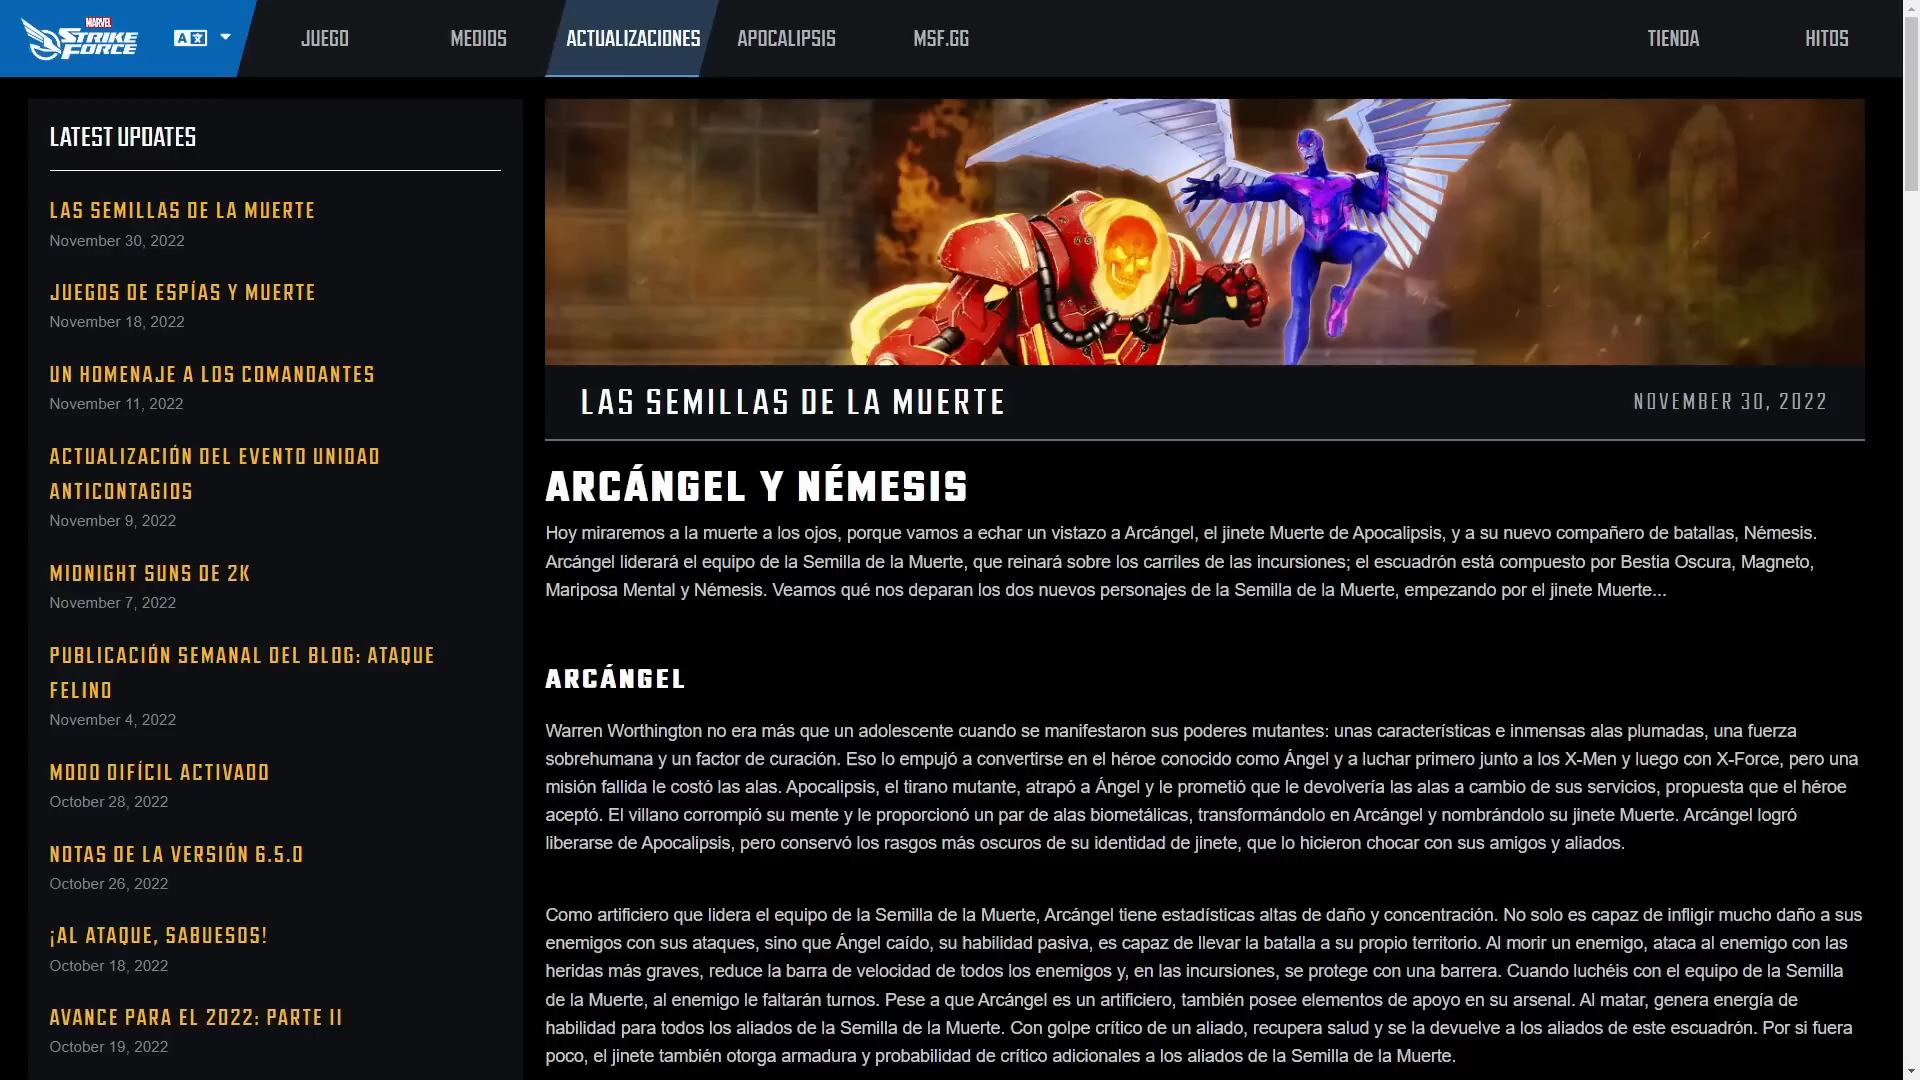 MARVEL
STRIKE
FORCE
JUEGO
MEDIOS
ACTUALIZACIONES
APOCALIPSIS
MSF.GG
TIENDA
HITOS
LATEST UPDATES
LAS SEMILLAS DE LA MUERTE
November 30, 2022
JUEGOS DE ESPÍAS Y MUERTE
November 18, 2022
UN HOMENAJE A LOS COMANDANTES
November 11, 2022
ACTUALIZACIÓN DEL EVENTO UNIDAD
ANTICONTAGIOS
November 9, 2022
MIDNIGHT SUNS DE 2K
November 7, 2022
PUBLICACIÓN SEMANAL DEL BLOG: ATAQUE
FELINO
November 4, 2022
MODO DIFÍCIL ACTIVADO
October 28, 2022
NOTAS DE LA VERSIÓN 6.5.0
October 26, 2022
¡AL ATAQUE, SABUESOS!
October 18, 2022
AVANCE PARA EL 2022: PARTE II
October 19, 2022
LAS SEMILLAS DE LA MUERTE
NOVEMBER 30, 2022
ARCÁNGEL Y NÉMESIS
Hoy miraremos a la muerte a los ojos, porque vamos a echar un vistazo a Arcángel, el jinete Muerte de Apocalipsis, y a su nuevo compañero de batallas, Némesis.
Arcángel liderará el equipo de la Semilla de la Muerte, que reinará sobre los carriles de las incursiones; el escuadrón está compuesto por Bestia Oscura, Magneto,
Mariposa Mental y Némesis. Veamos qué nos deparan los dos nuevos personajes de la Semilla de la Muerte, empezando por el jinete Muerte...
ARCÁNGEL
Warren Worthington no era más que un adolescente cuando se manifestaron sus poderes mutantes: unas características e inmensas alas plumadas, una fuerza
sobrehumana y un factor de curación. Eso lo empujó a convertirse en el héroe conocido como Ángel y a luchar primero junto a los X-Men y luego con X-Force, pero una
misión fallida le costó las alas. Apocalipsis, el tirano mutante, atrapó a Ángel y le prometió que le devolvería las alas a cambio de sus servicios, propuesta que el héroe
aceptó. El villano corrompió su mente y le proporcionó un par de alas biometálicas, transformándolo en Arcángel y nombrándolo su jinete Muerte. Arcángel logró
liberarse de Apocalipsis, pero conservó los rasgos más oscuros de su identidad de jinete, que lo hicieron chocar con sus amigos y aliados.
Como artificiero que lidera el equipo de la Semilla de la Muerte, Arcángel tiene estadísticas altas de daño y concentración. No solo es capaz de infligir mucho daño a sus
enemigos con sus ataques, sino que Ángel caído, su habilidad pasiva, es capaz de llevar la batalla a su propio territorio. Al morir un enemigo, ataca al enemigo con las
heridas más graves, reduce la barra de velocidad de todos los enemigos y, en las incursiones, se protege con una barrera. Cuando luchéis con el equipo de la Semilla
de la Muerte, al enemigo le faltarán turnos. Pese a que Arcángel es un artificiero, también posee elementos de apoyo en su arsenal. Al matar, genera energía de
habilidad para todos los aliados de la Semilla de la Muerte. Con golpe crítico de un aliado, recupera salud y se la devuelve a los aliados de este escuadrón. Por si fuera
poco, el jinete también otorga armadura y probabilidad de crítico adicionales a los aliados de la Semilla de la Muerte.